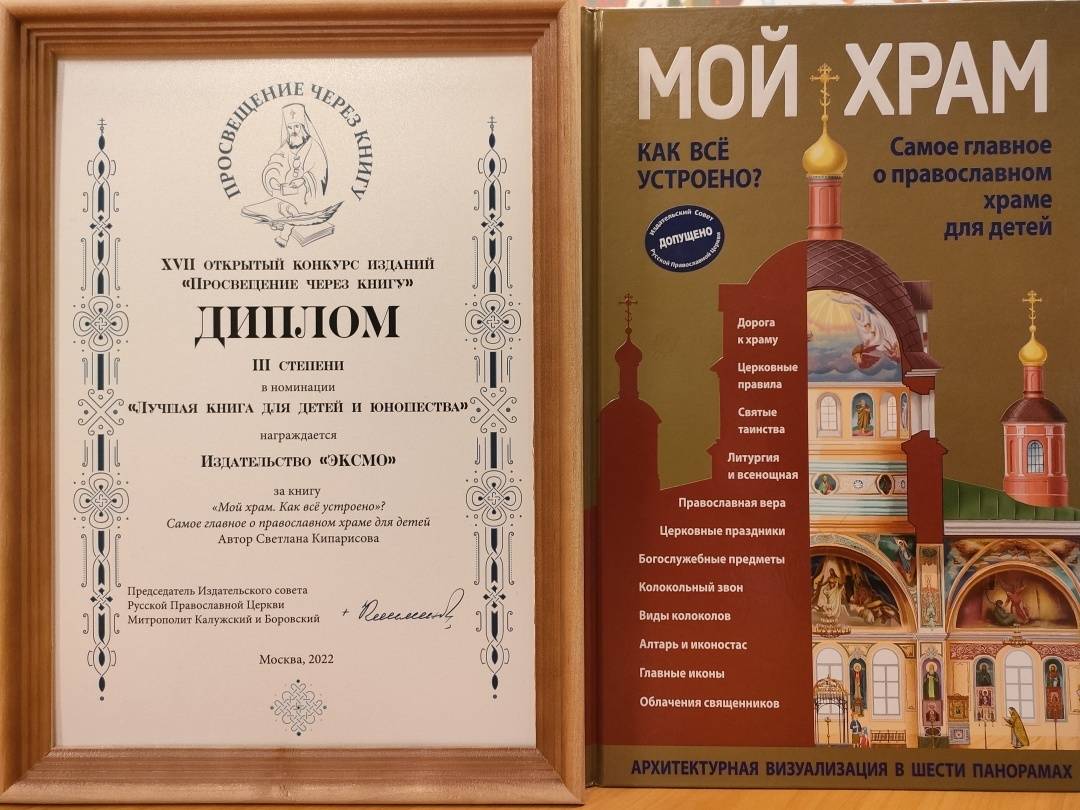 ПРОСВЕЩЕНИЕ ЧЕРЕЗ КНИГУ
XVII ОТКРЫТЫЙ КОНКУРС ИЗДАНИЙ
«ПРОСВЕЦЕНИЕ ЧЕРЕЗ КНИГУ»
ДИПЛОМ
III СТЕПЕНИ
в номинации
«ЛУЧШАЯ КНИГА ДЛЯ ДЕТЕЙ И ЮНОШЕСТВА»
награждается
ИЗДАТЕЛЬСТВО «ЭКСМО»
за книгу
«Мой храм. Как всё устроено»?
Самое главное о православном храме для детей
Автор Светлана Кипарисова
Председатель Издательского совета
Русской Православной Церкви
Митрополит Калужский и Боровский
Москва, 2022
МОЙ ХРАМ
КАК ВСЁ
УСТРОЕНО?
Самое главное
о православном
храме
для детей
Издательский Совет
ДОПУЩЕНО
Русской Православной Церкви
Дорога
к храму
Церковные
правила
Святые
таинства
Литургия
и всенощная
Православная вера
Церковные праздники
Богослужебные предметы
Колокольный звон
Виды колоколов
Алтарь и иконостас
Главные иконы
Облачения священников
АРХИТЕКТУРНАЯ ВИЗУАЛИЗАЦИЯ В ШЕСТИ ПАНОРАМАХ